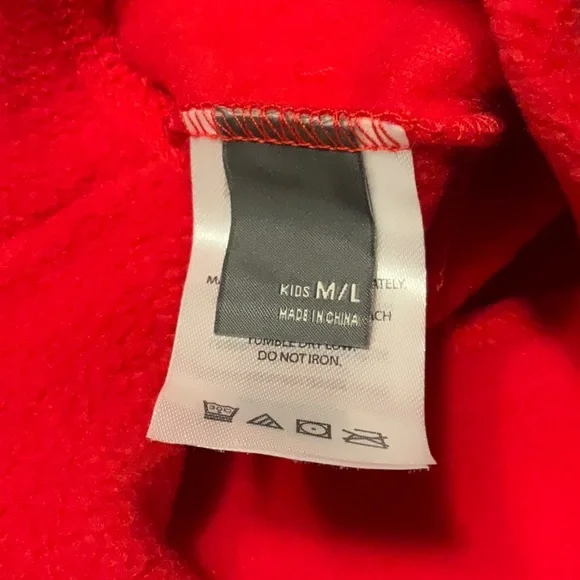 KIDS M/L
MADE IN CHINA
TUMBLE DRY LOW.
DO NOT IRON.